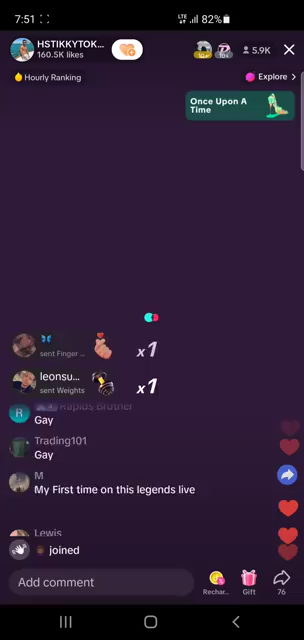 7:51
LTE
82%
HSTIKKYTOK...
160.5K likes
5.9K
Hourly Ranking
Explore >
Once Upon A
Time
sent Finger ...
x1
leonsu...
sent Weights
x1
Rapids Brother
Gay
Trading101
Gay
M
My First time on this legends live
Lewis
joined
Add comment
Rechar...
Gift
76